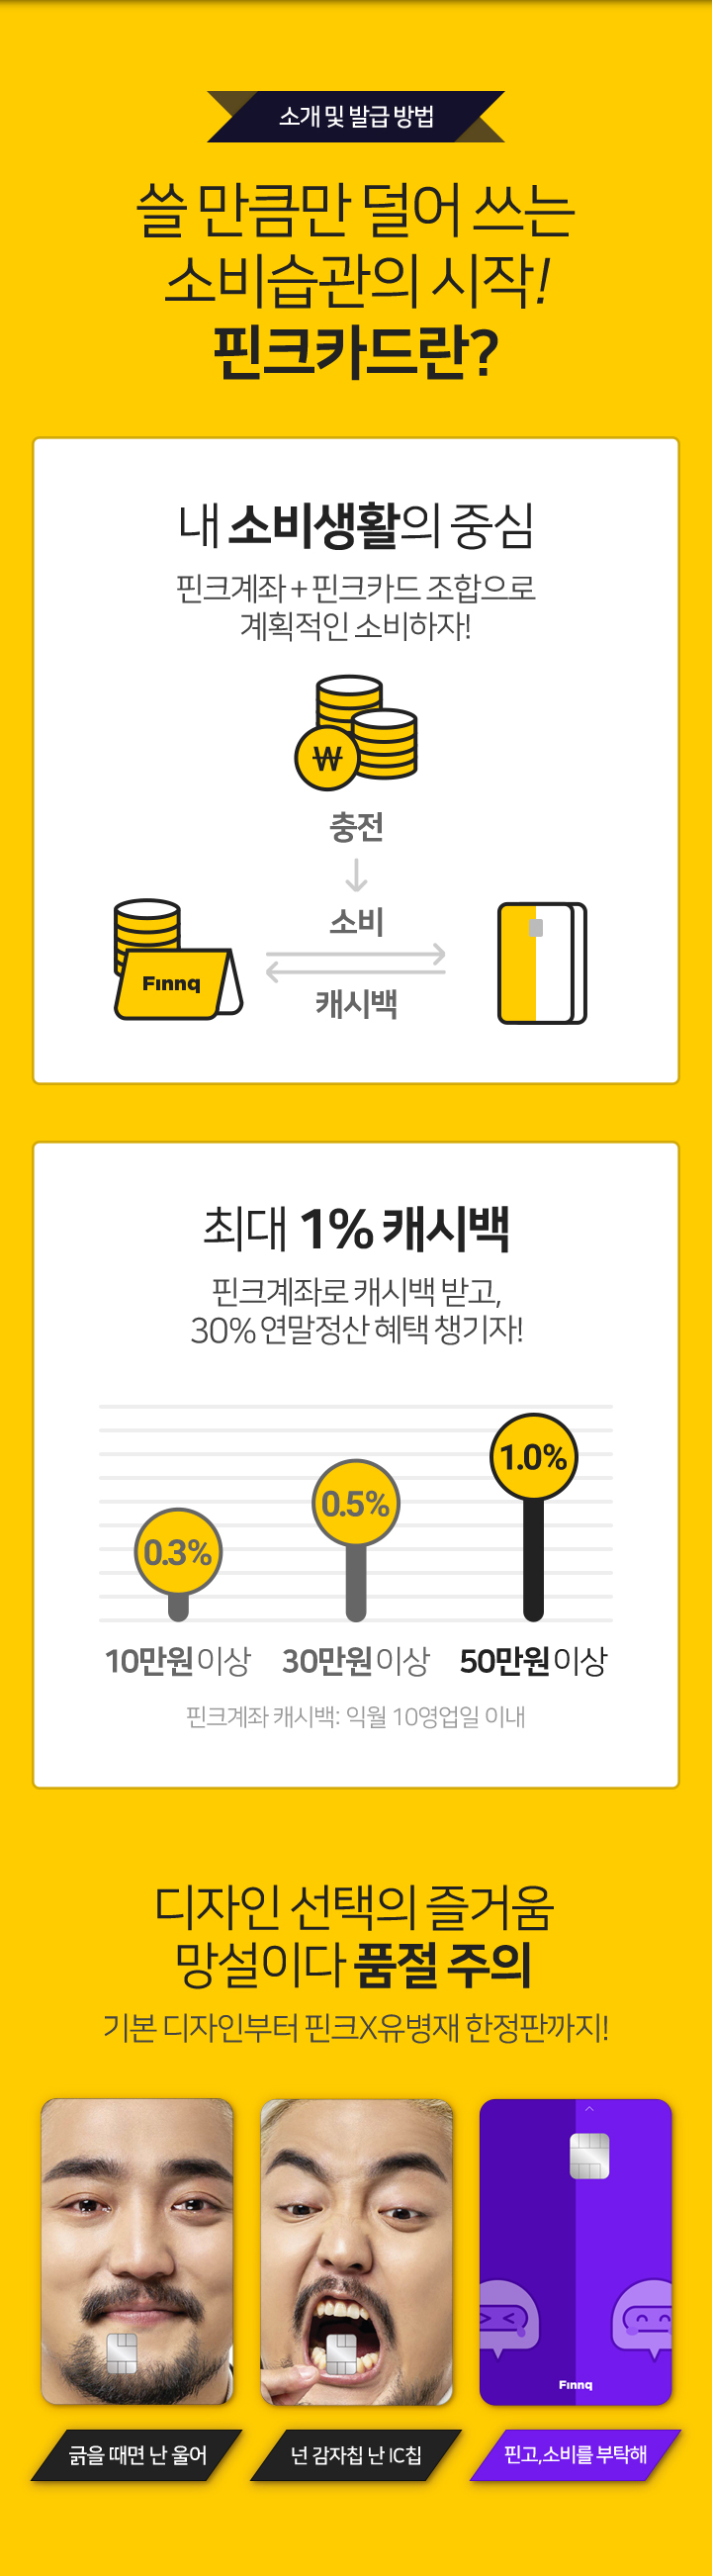 소개 및 발급 방법
쓸 만큼만 덜어 쓰는
소비습관의 시작!
핀크카드란?
내 소비생활의 중심
핀크계좌+핀크카드 조합으로
계획적인 소비하자!
₩
충전
소비
Finnq
캐시백
최대 1% 캐시백
핀크계좌로 캐시백 받고,
30% 연말정산 혜택 챙기자!
0.3%
0.5%
1.0%
10만원 이상
30만원 이상
50만원 이상
핀크계좌 캐시백: 익월 10영업일 이내
디자인 선택의 즐거움
망설이다 품절 주의
기본 디자인부터 핀크X유병재 한정판까지!
Finnq
긁을 때면 난 울어
넌 감자칩 난 IC칩
핀고,소비를 부탁해